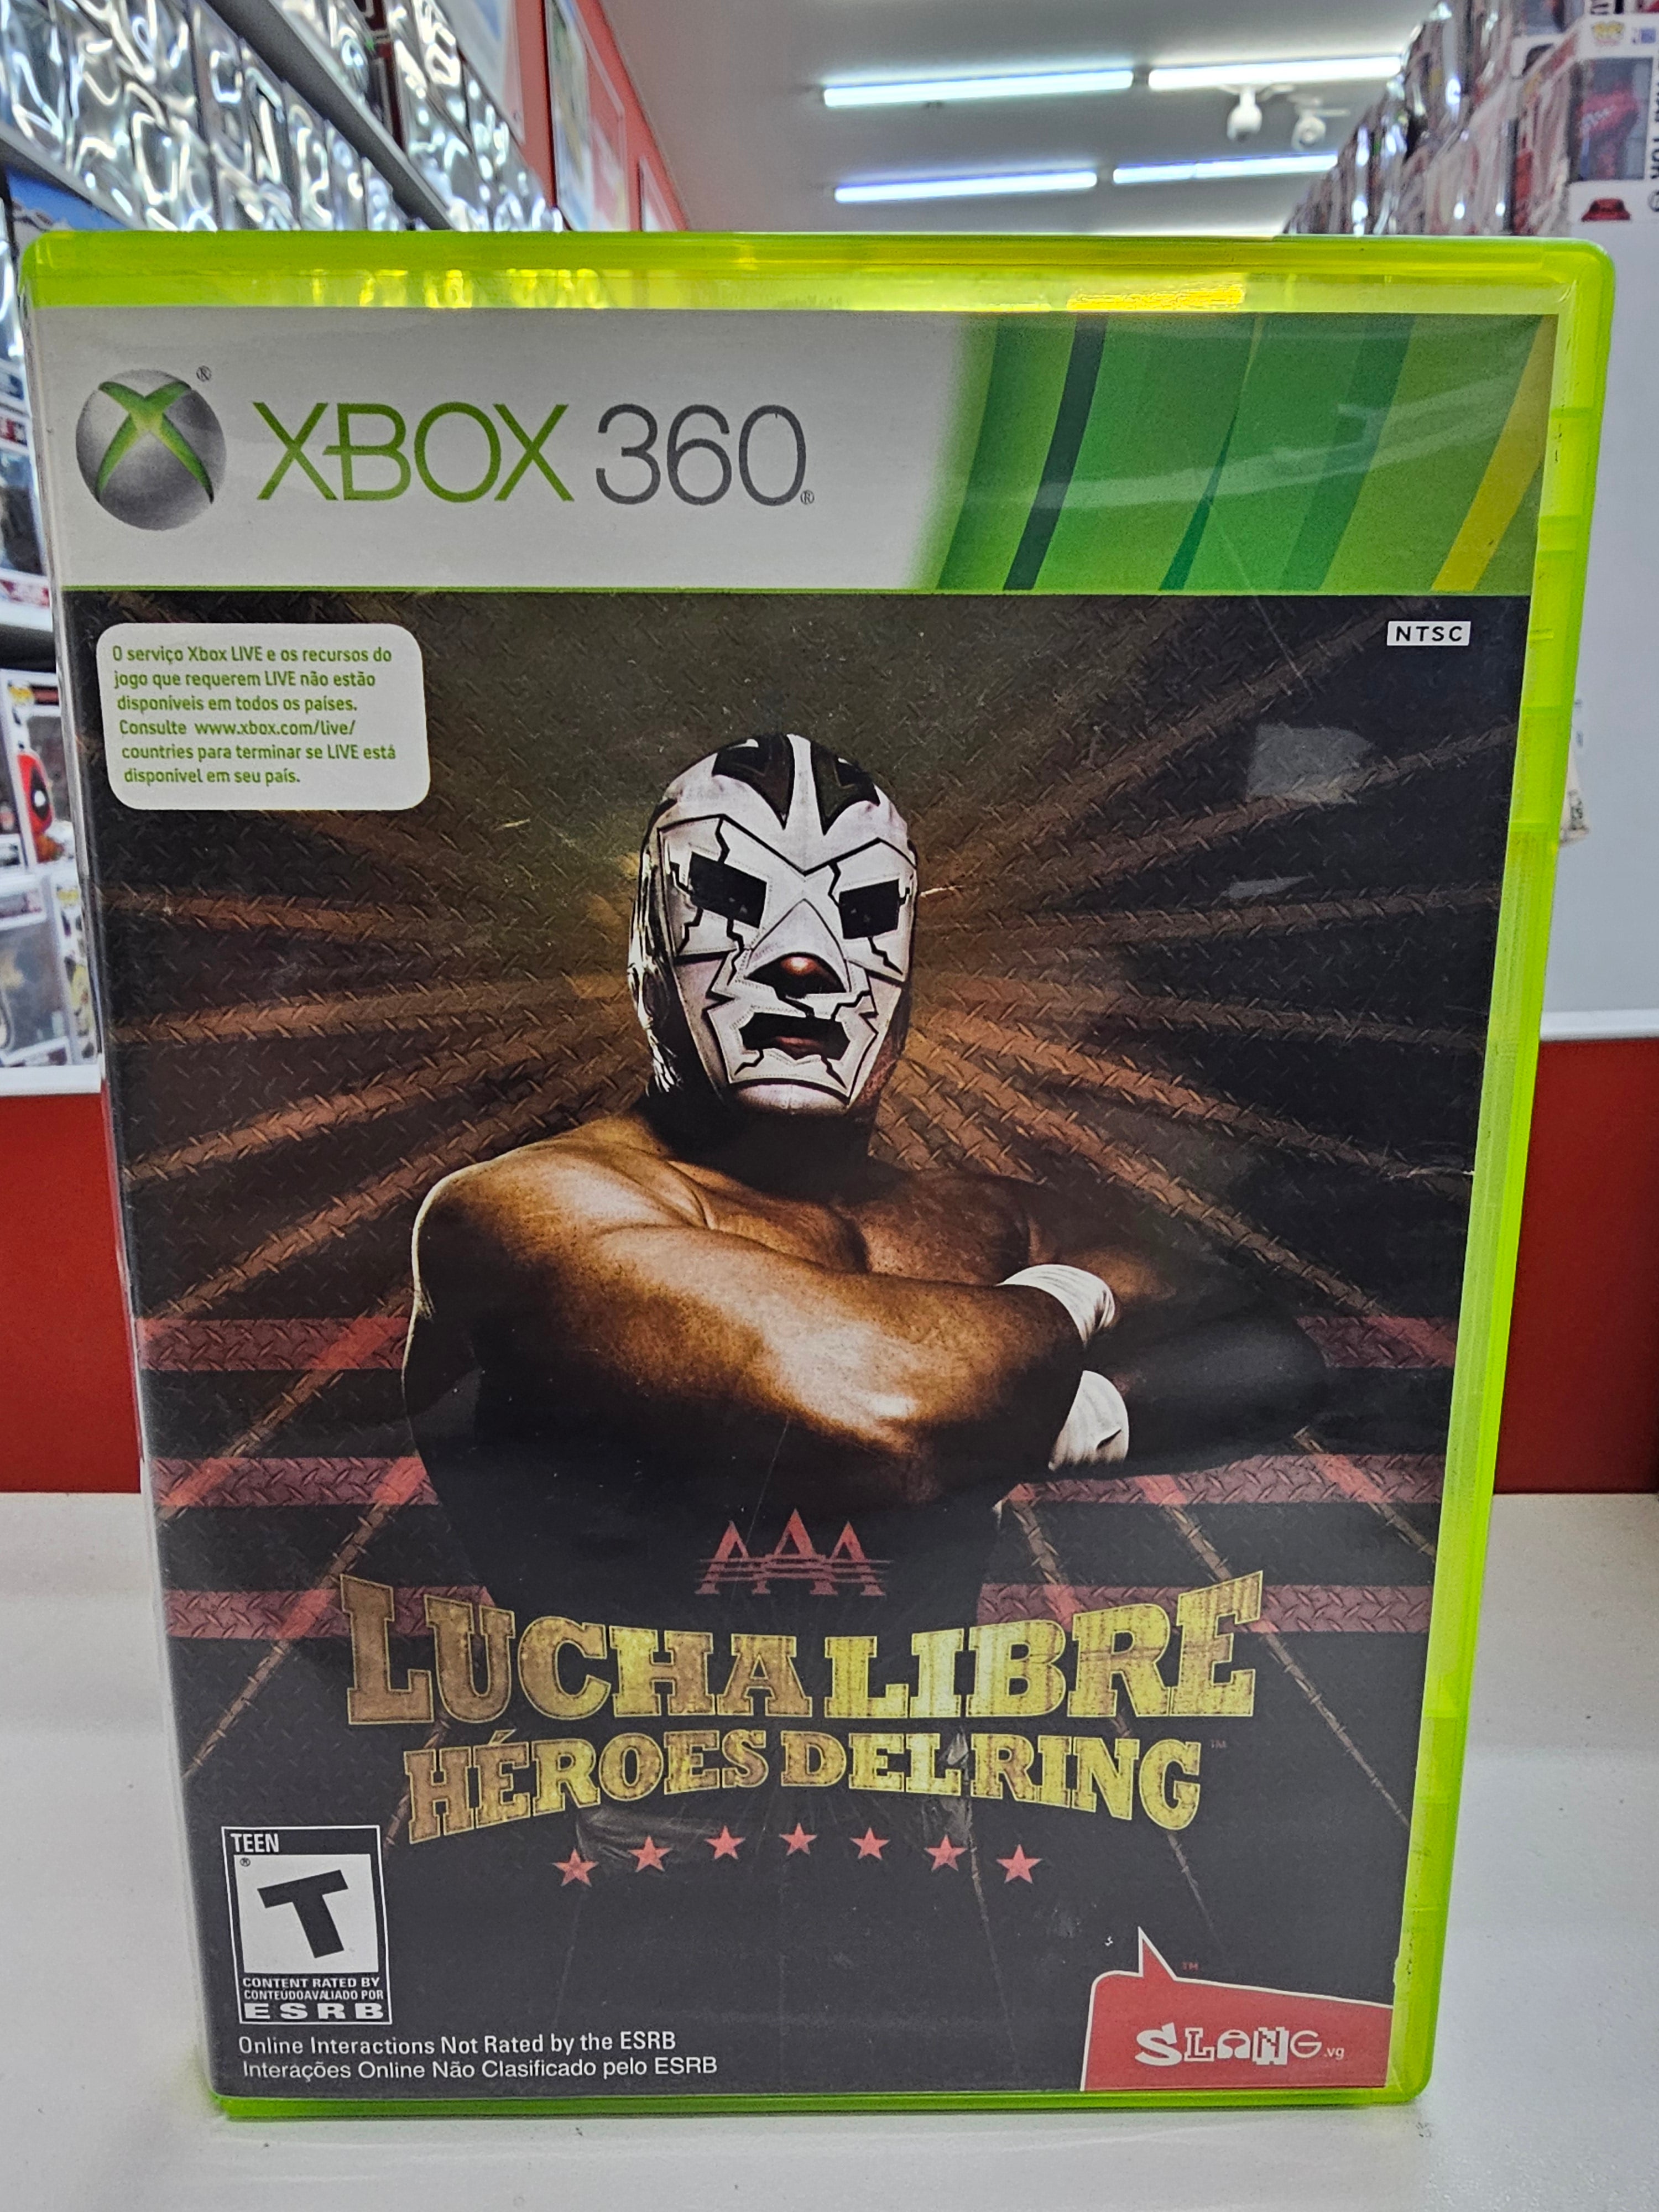 XBOX 360
NTSC
O serviço Xbox LIVE e os recursos do
jogo que requerem LIVE não estão
disponíveis em todos os países.
Consulte www.xbox.com/live/
countries para terminar se LIVE está
disponível em seu país.
AAA
LUCHA LIBRE
HÉROES DEL RING
TEEN
T
CONTENT RATED BY
CONTEÚDOAVALIADO POR
ESRB
Online Interactions Not Rated by the ESRB
Interações Online Não Clasificado pelo ESRB
SLANG.vg